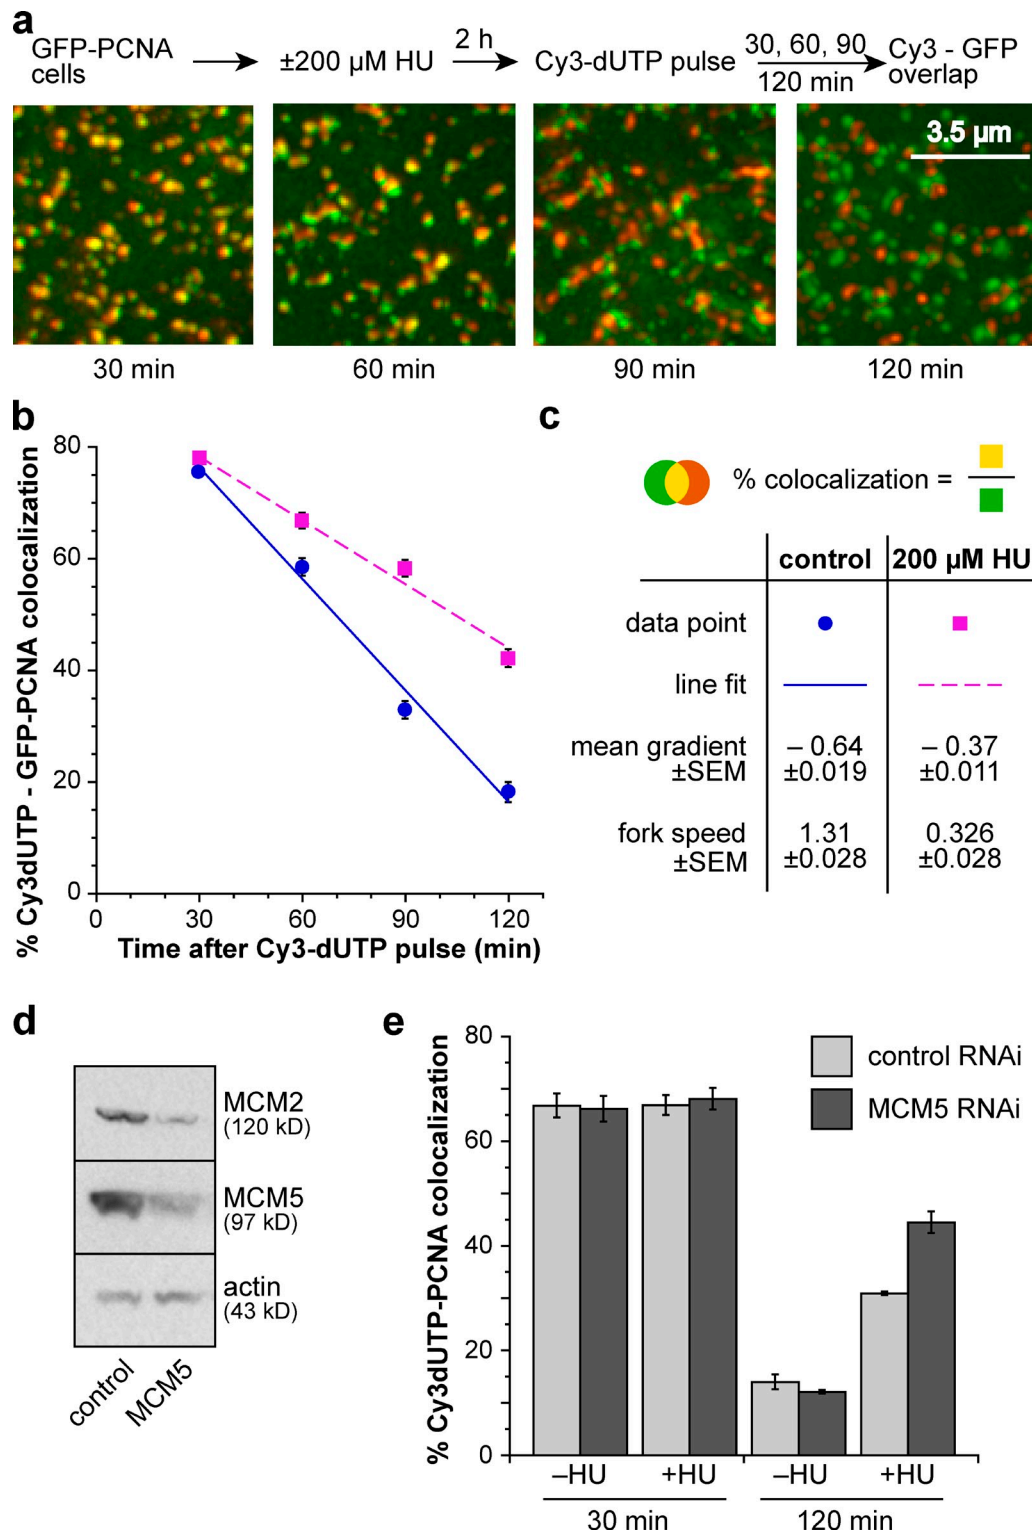 a
GFP-PCNA
cells
±200 µM HU
2 h
Cy3-dUTP pulse
30, 60, 90
120 min
Cy3 - GFP
overlap
3.5 µm
30 min
60 min
90 min
120 min
b
% Cy3dUTP - GFP-PCNA colocalization
80
60
40
20
0
0 30 60 90 120
Time after Cy3-dUTP pulse (min)
c
% colocalization =
control 200 µM HU
data point
line fit
mean gradient – 0.64 – 0.37
±SEM ±0.019 ±0.011
fork speed 1.31 0.326
±SEM ±0.028 ±0.028
d
MCM2
(120 kD)
MCM5
(97 kD)
actin
(43 kD)
control
MCM5
e
% Cy3dUTP-PCNA colocalization
80
60
40
20
0
control RNAi
MCM5 RNAi
–HU +HU –HU +HU
30 min 120 min